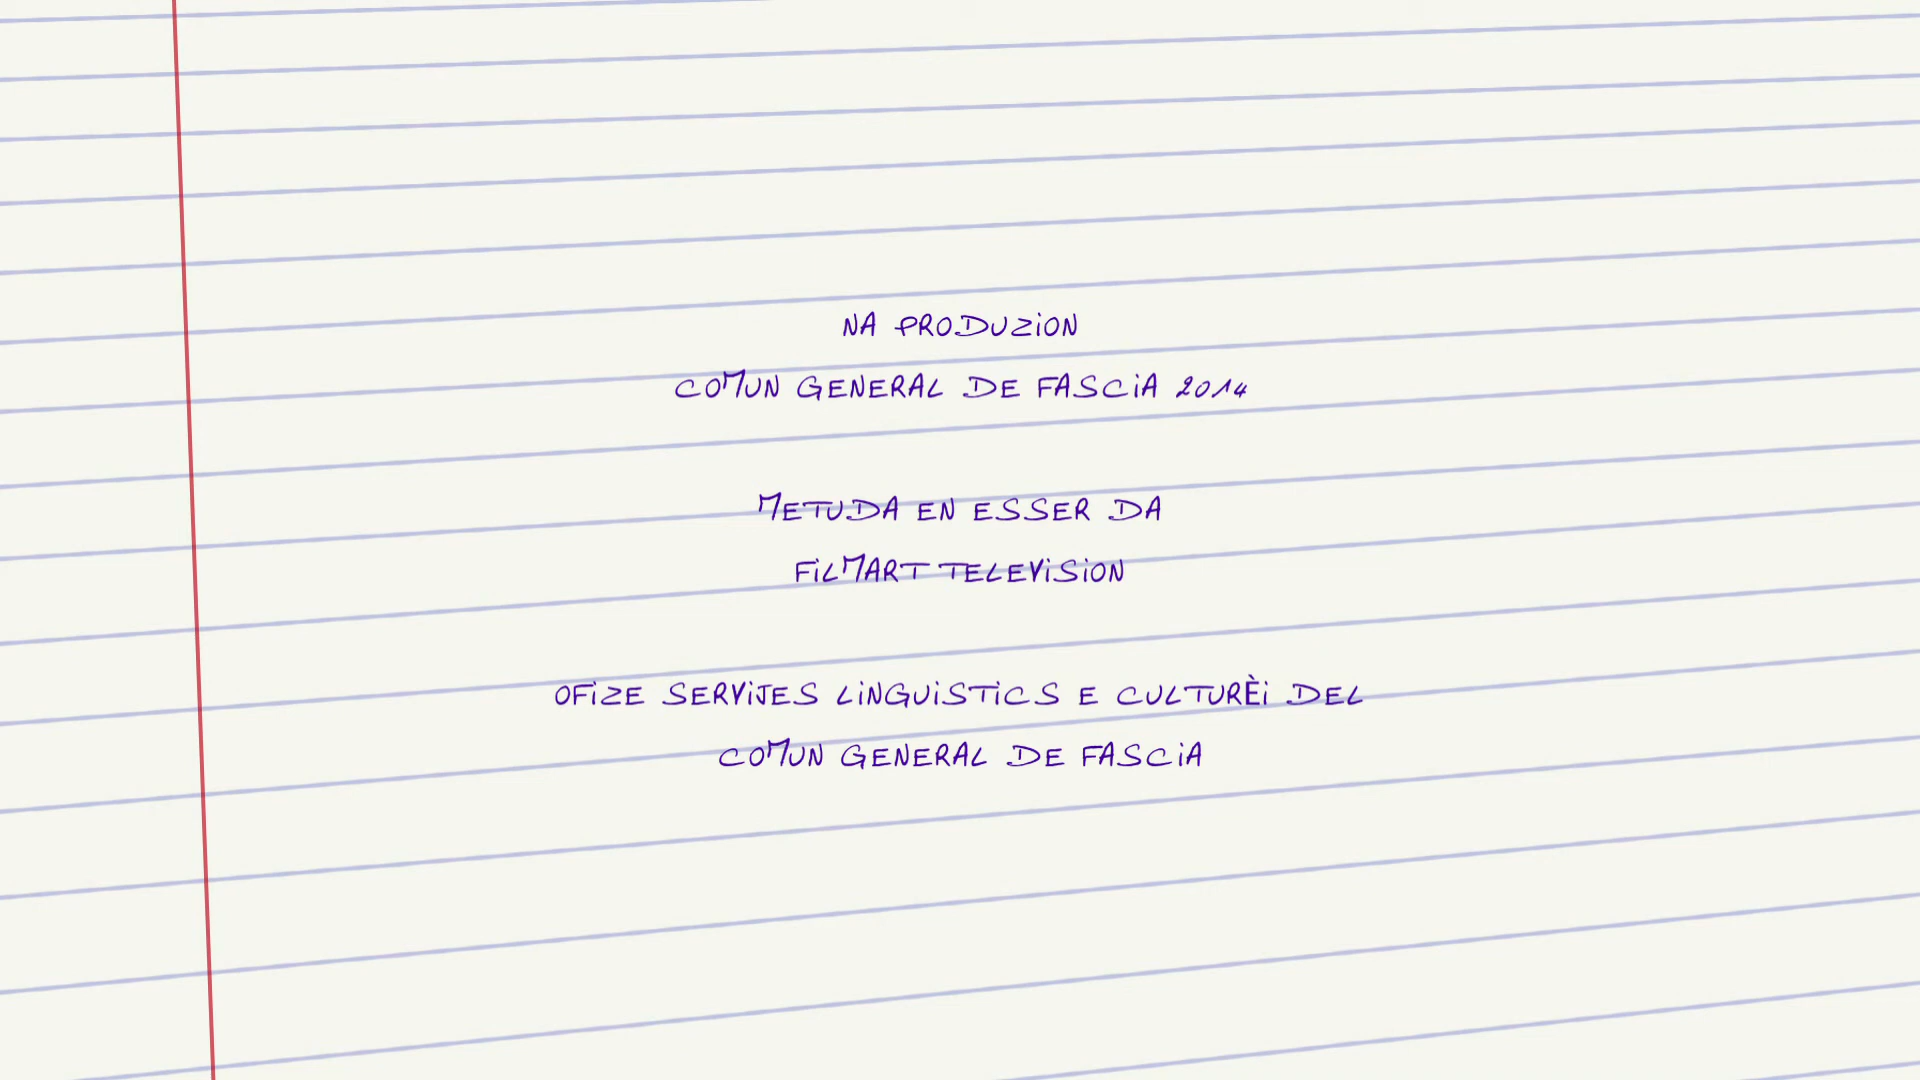 NA PRODUZION
COMUN GENERAL DE FASCIA 2014
METUDA EN ESSER DA
FILMART TELEVISION
OFIZE SERVIJES LINGUISTICS E CULTURÈI DEL
COMUN GENERAL DE FASCIA